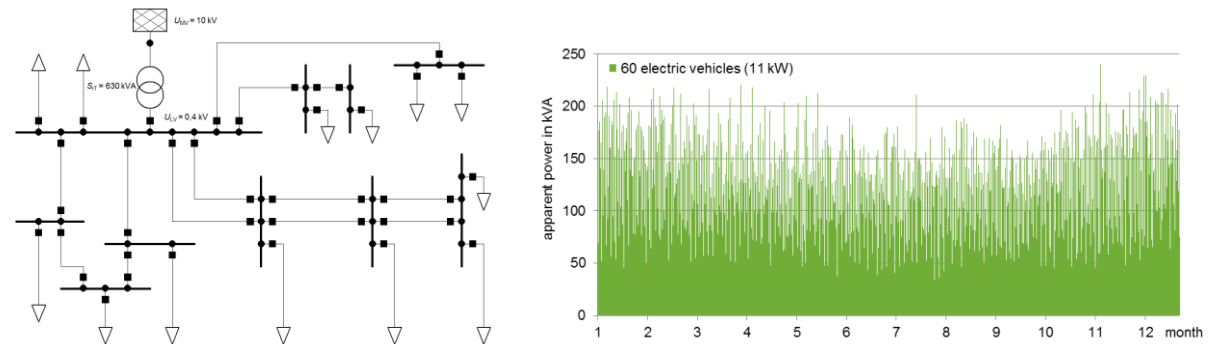 U_MV = 10 kV
S_rT = 630 kVA
U_LV = 0,4 kV
250
200
150
100
50
0
apparent power in kVA
60 electric vehicles (11 kW)
1 2 3 4 5 6 7 8 9 10 11 12 month